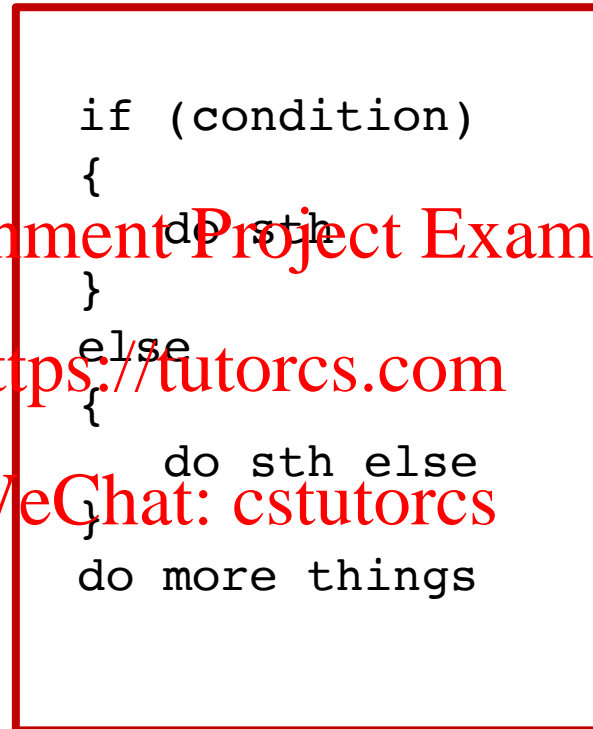 if (condition)
{
do sth
nment Project Exam
}
else
ttps://tutorcs.com
{
do sth else
VeChat: cstutorcs
}
do more things